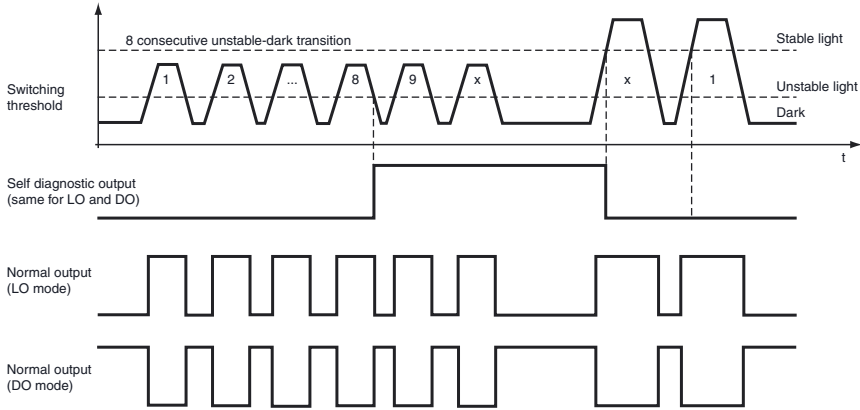 8 consecutive unstable-dark transition
Stable light
Switching
threshold
1
2
...
8
9
x
x
1
Unstable light
Dark
t
Self diagnostic output
(same for LO and DO)
Normal output
(LO mode)
Normal output
(DO mode)